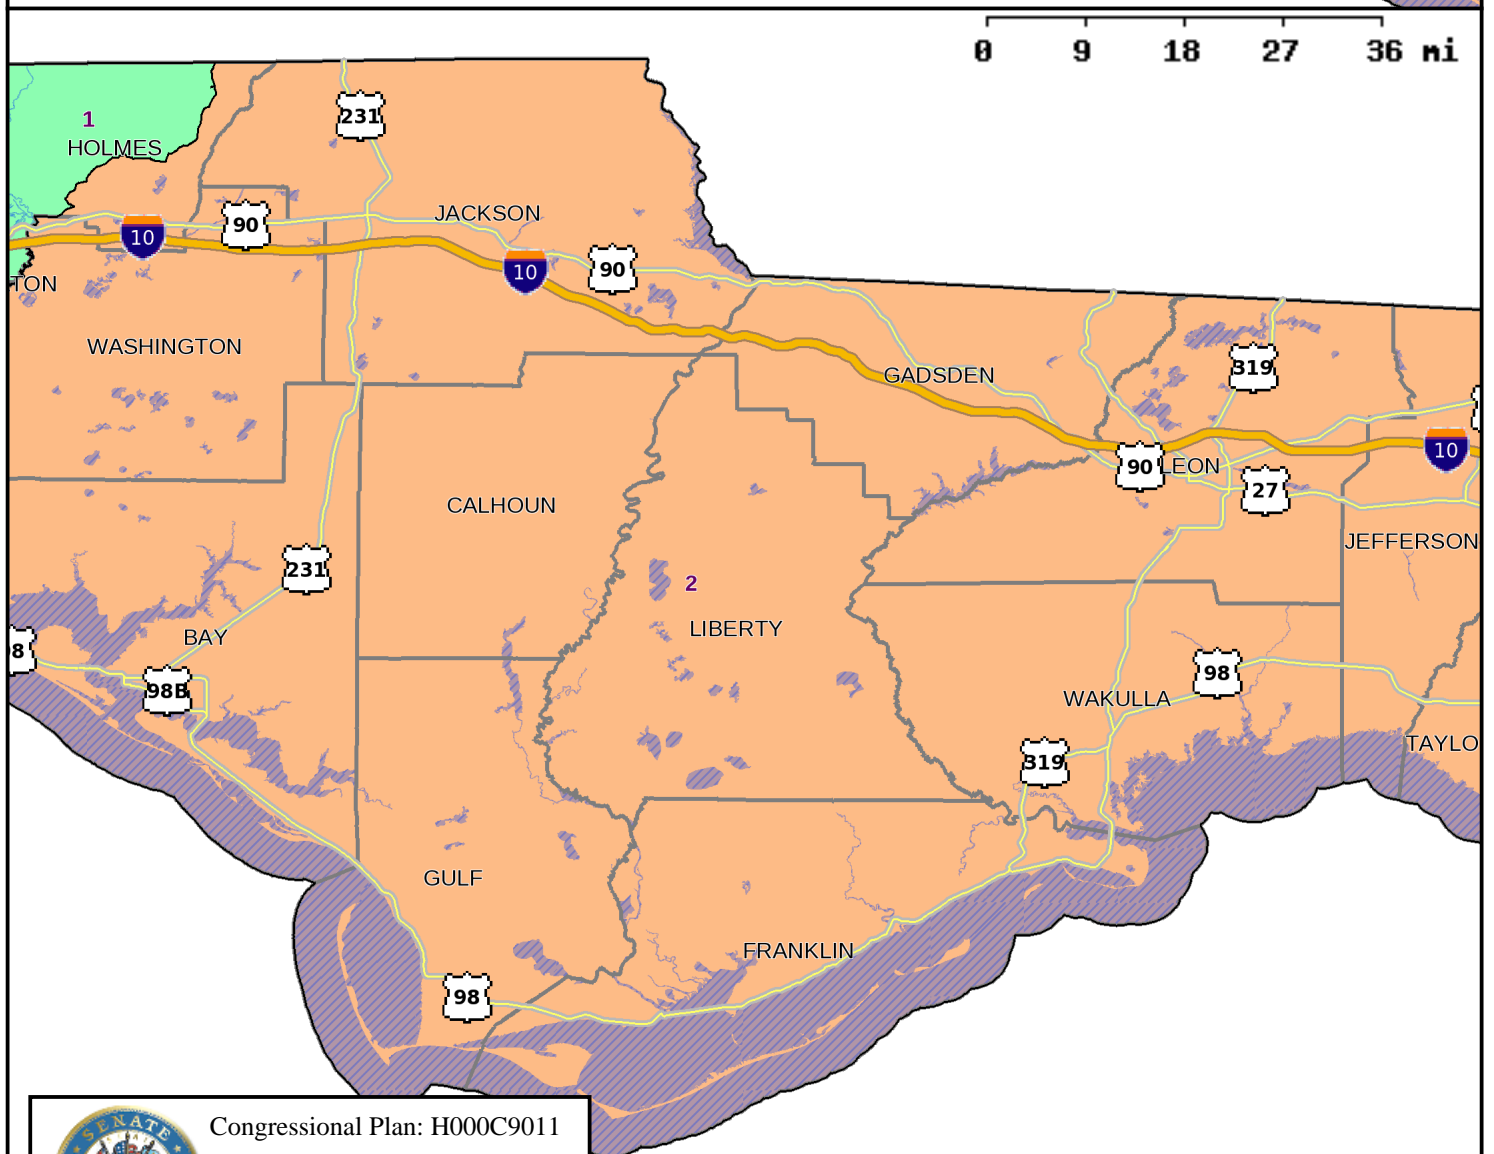 0 9 18 27 36 mi
231
1
HOLMES
JACKSON
90
10
10
90
TON
WASHINGTON
319
GADSDEN
10
90
LEON
27
CALHOUN
JEFFERSON
231
2
LIBERTY
BAY
98
98B
98
WAKULLA
TAYLO
319
GULF
FRANKLIN
98
Congressional Plan: H000C9011
SENATE